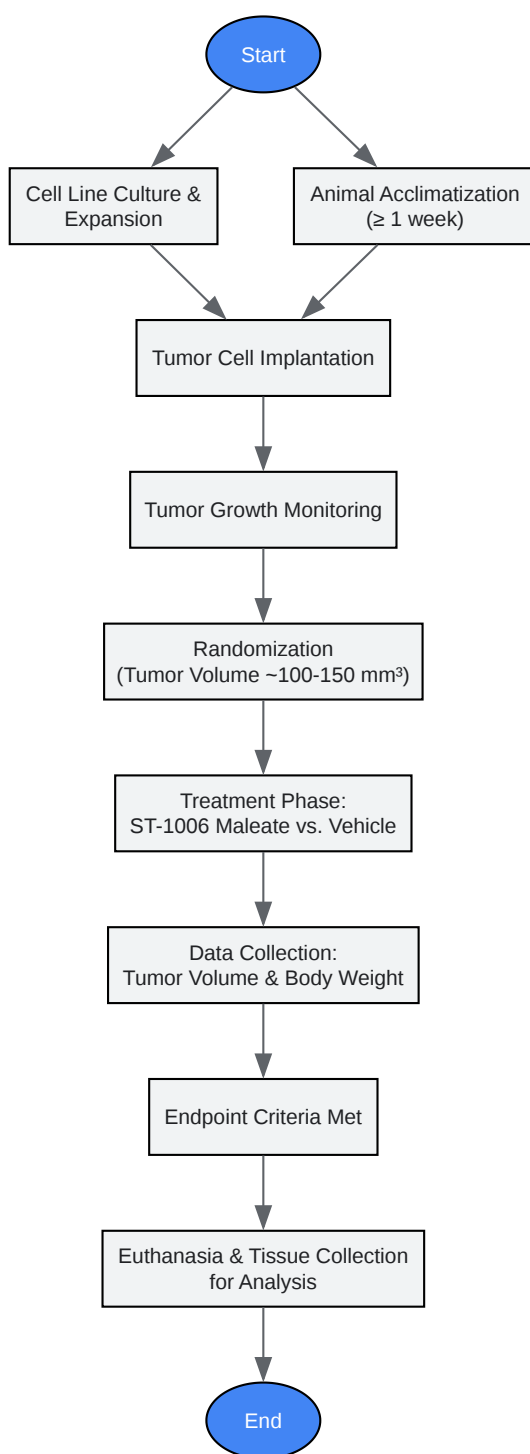 Start
Cell Line Culture &
Expansion
Animal Acclimatization
(≥ 1 week)
Tumor Cell Implantation
Tumor Growth Monitoring
Randomization
(Tumor Volume ~100-150 mm³)
Treatment Phase:
ST-1006 Maleate vs. Vehicle
Data Collection:
Tumor Volume & Body Weight
Endpoint Criteria Met
Euthanasia & Tissue Collection
for Analysis
End